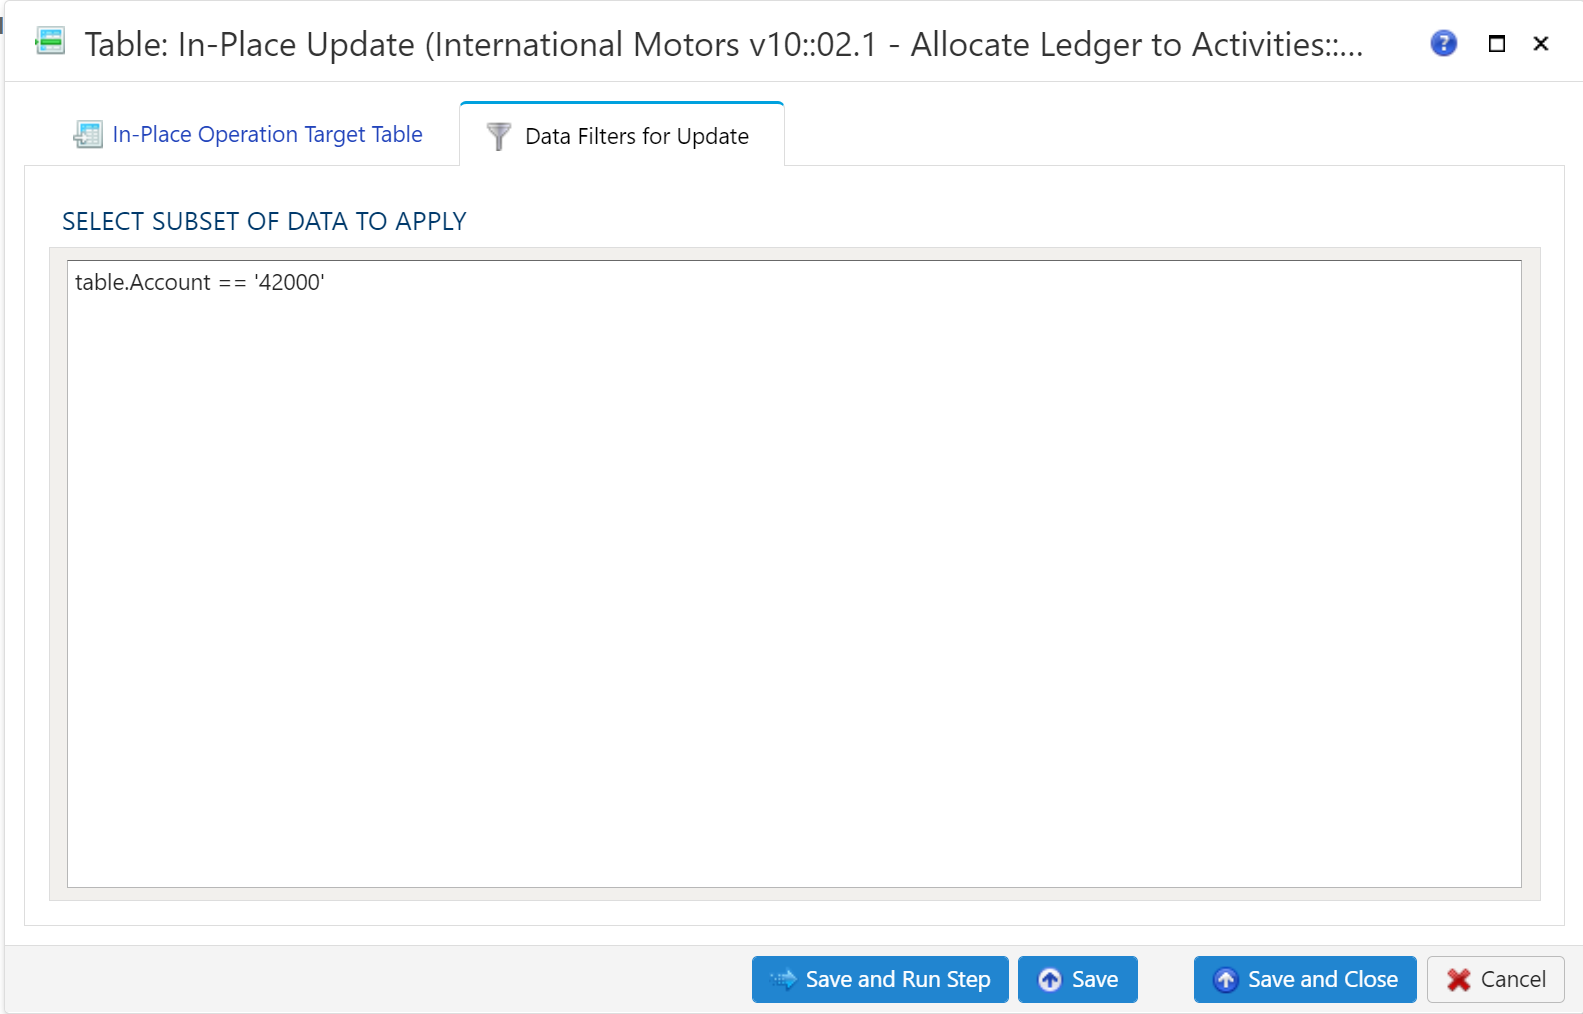 Table: In-Place Update (International Motors v10::02.1 - Allocate Ledger to Activities::...
In-Place Operation Target Table
Data Filters for Update
SELECT SUBSET OF DATA TO APPLY
table.Account == '42000'
Save and Run Step
Save
Save and Close
Cancel